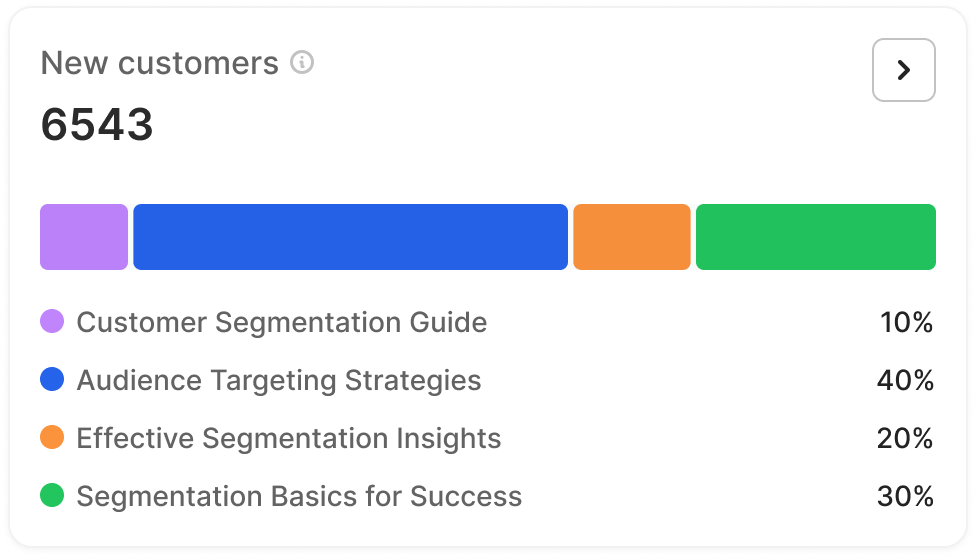 New customers
6543
Customer Segmentation Guide 10%
Audience Targeting Strategies 40%
Effective Segmentation Insights 20%
Segmentation Basics for Success 30%